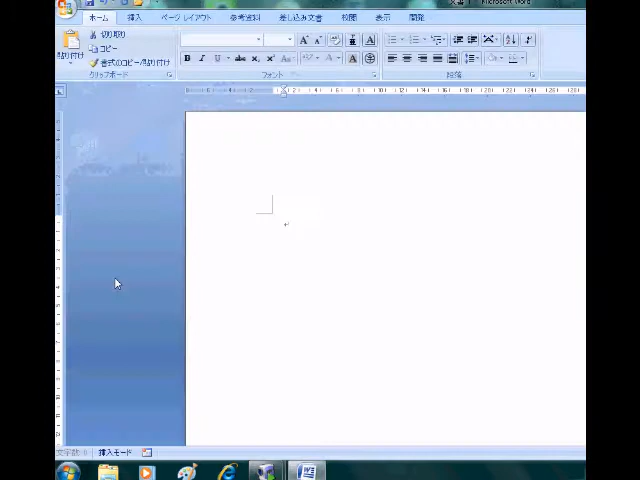 Microsoft Word
ホーム 挿入 ページ レイアウト 参考資料 差し込み文書 校閲 表示 開発
貼り付け
切り取り
コピー
書式のコピー/貼り付け
クリップボード フォント 段落
文字数: 0 挿入モード